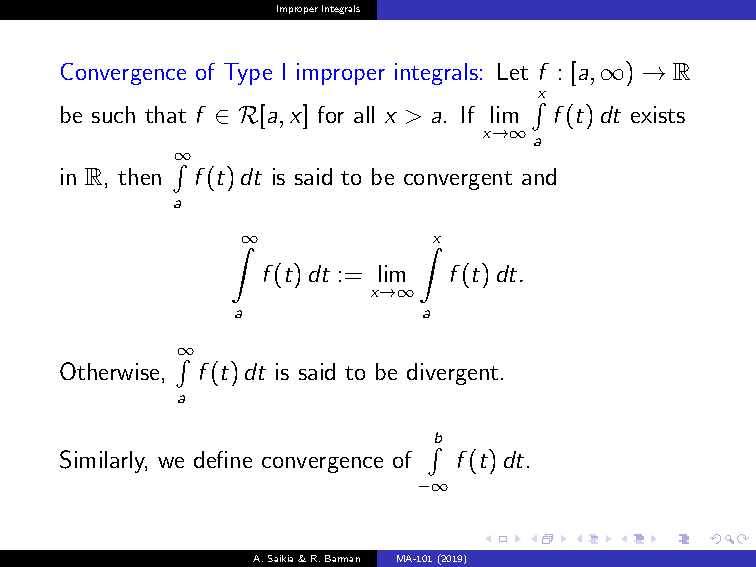 Improper Integrals
Convergence of Type I improper integrals: Let f : [a, ∞) → ℝ
be such that f ∈ ℛ[a, x] for all x > a. If lim_{x→∞} ∫_a^x f(t) dt exists
in ℝ, then ∫_a^∞ f(t) dt is said to be convergent and
∫_a^∞ f(t) dt := lim_{x→∞} ∫_a^x f(t) dt.
Otherwise, ∫_a^∞ f(t) dt is said to be divergent.
Similarly, we define convergence of ∫_{−∞}^b f(t) dt.
A. Saikia & R. Barman MA-101 (2019)